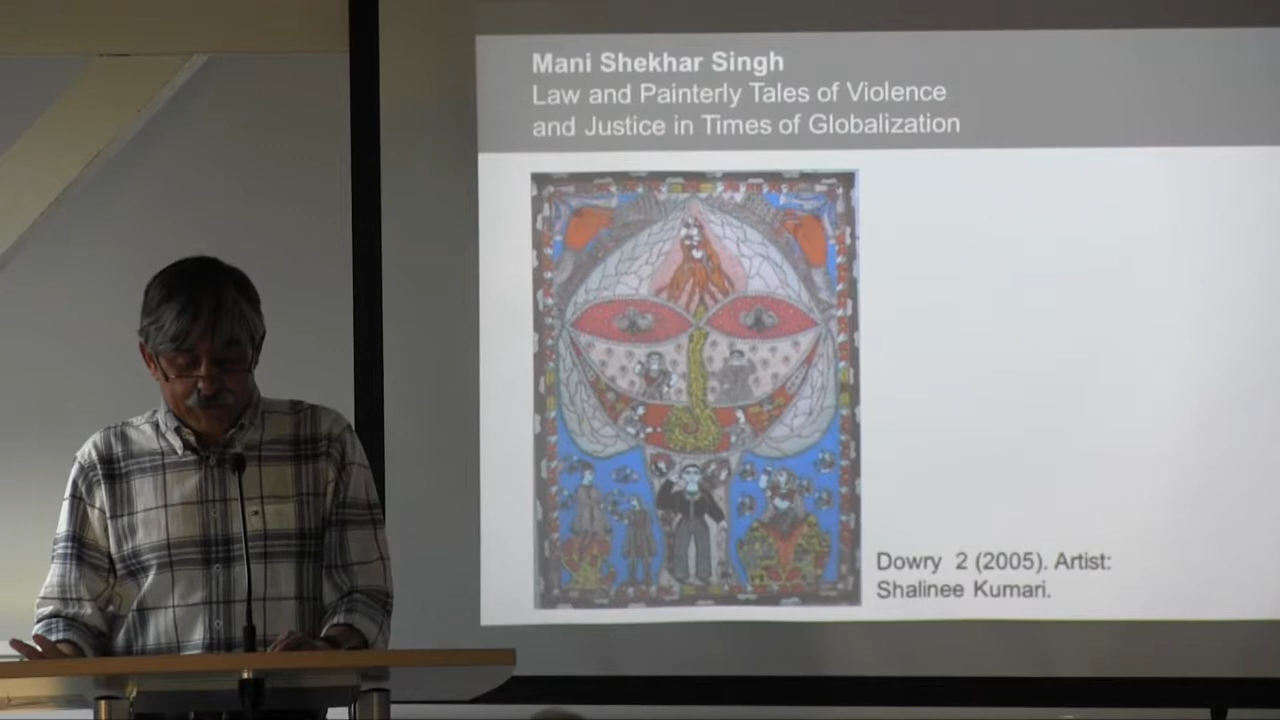 Mani Shekhar Singh
Law and Painterly Tales of Violence
and Justice in Times of Globalization
Dowry 2 (2005). Artist:
Shalinee Kumari.